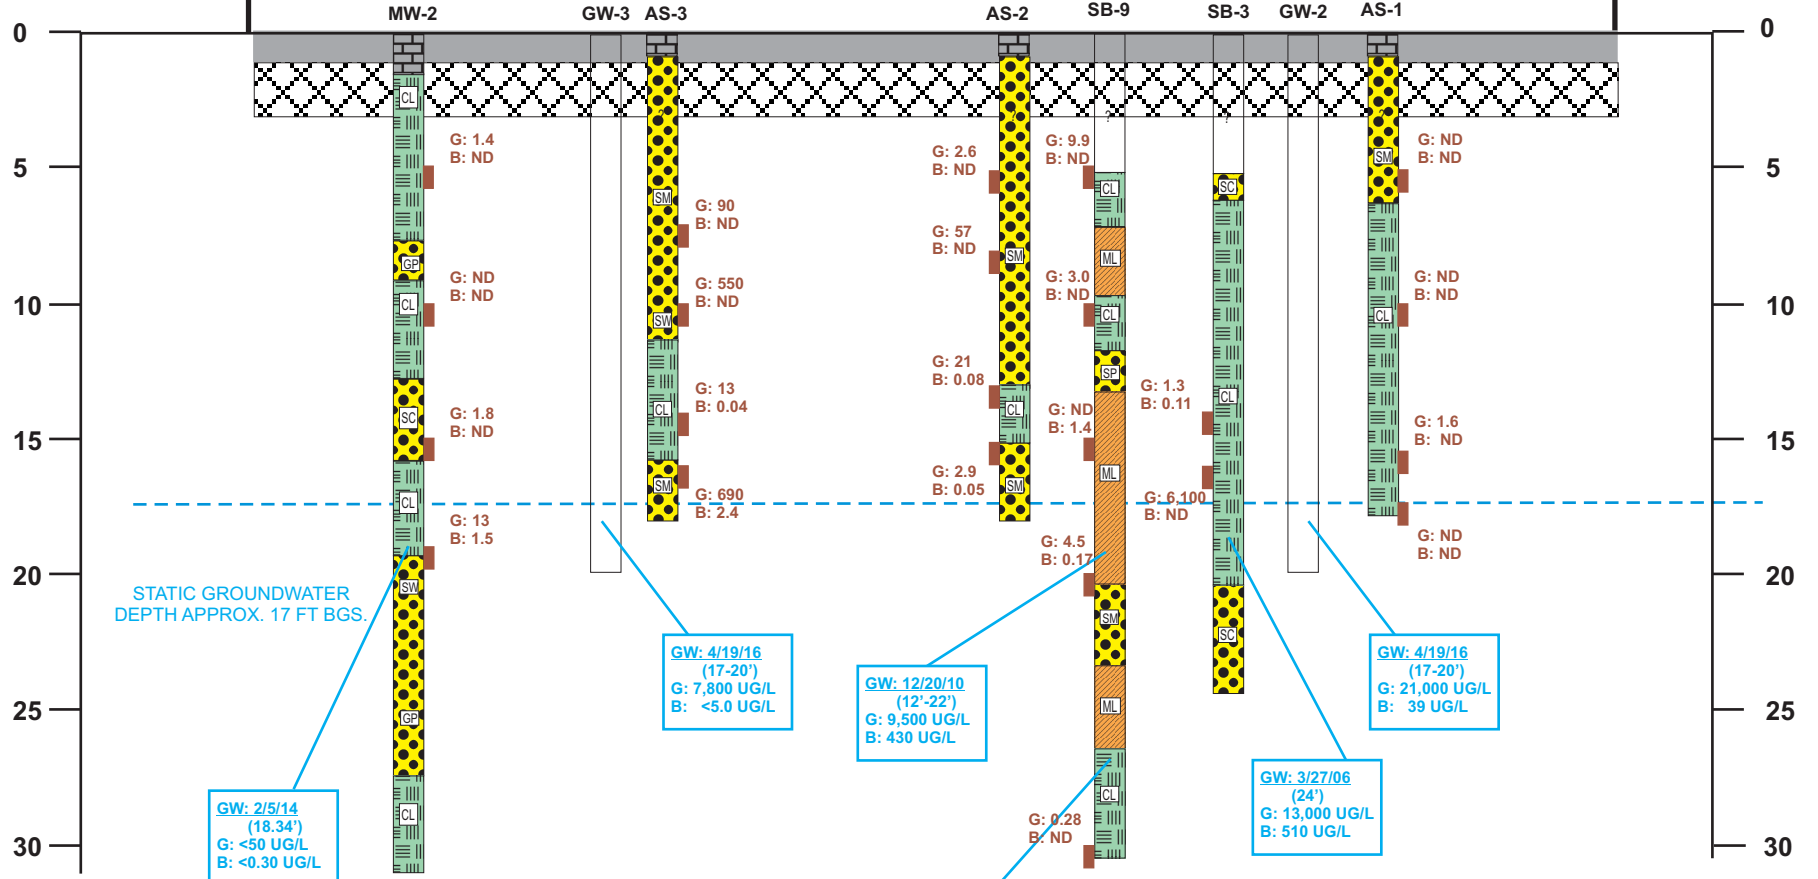 MW-2 GW-3 AS-3 AS-2 SB-9 SB-3 GW-2 AS-1
0 0
CL
? ? ? ? ?
G: 1.4
B: ND
G: 2.6
B: ND
G: 9.9
B: ND
G: ND
B: ND
SM
5 5
SM
CL
SC
G: 90
B: ND
G: 57
B: ND
GP
SM
ML
G: ND
B: ND
G: 550
B: ND
G: 3.0
B: ND
G: ND
B: ND
10 10
CL
SW
CL
CL
G: 21
B: 0.08
SP
G: 13
B: 0.04
G: 1.3
B: 0.11
CL
G: 1.8
B: ND
SC
CL
CL
G: ND
B: 1.4
G: 1.6
B: ND
15 15
G: 2.9
B: 0.05
ML
SM
SM
CL
G: 690
B: 2.4
G: 6,100
B: ND
G: 13
B: 1.5
G: 4.5
B: 0.17
G: ND
B: ND
20 20
STATIC GROUNDWATER
DEPTH APPROX. 17 FT BGS.
SW
SM
SC
GW: 4/19/16
(17-20’)
G: 7,800 UG/L
B: <5.0 UG/L
GW: 12/20/10
(12’-22’)
G: 9,500 UG/L
B: 430 UG/L
GW: 4/19/16
(17-20’)
G: 21,000 UG/L
B: 39 UG/L
25 25
GP
ML
GW: 2/5/14
(18.34’)
G: <50 UG/L
B: <0.30 UG/L
CL
CL
G: 0.28
B: ND
GW: 3/27/06
(24’)
G: 13,000 UG/L
B: 510 UG/L
30 30